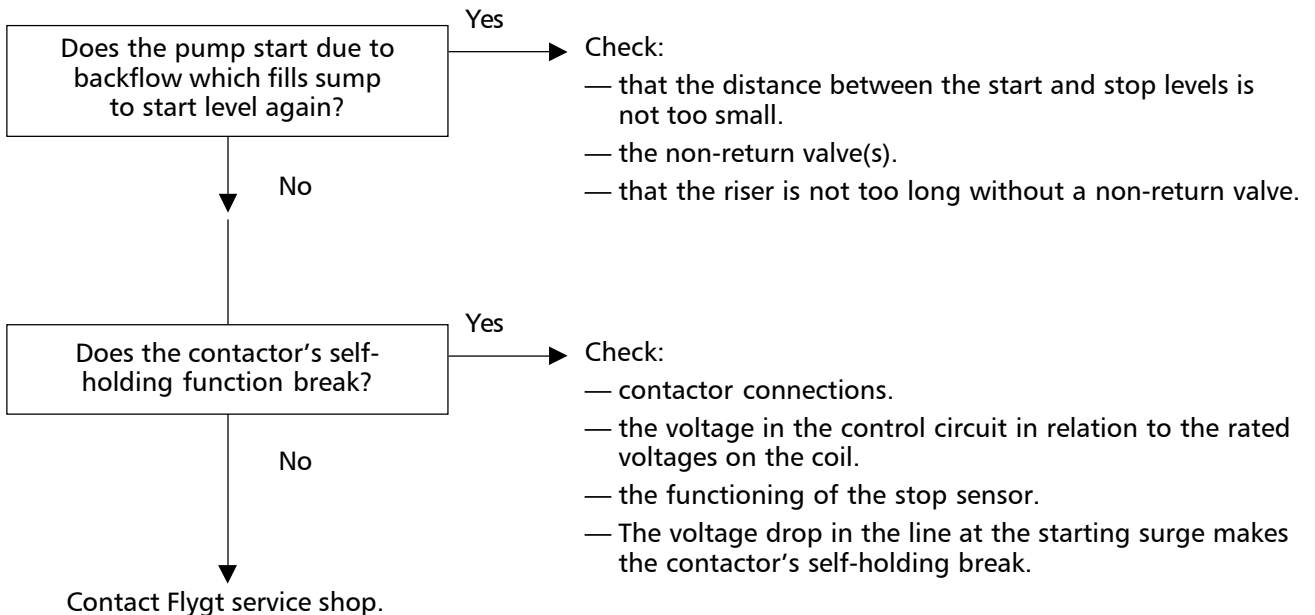 Does the pump start due to
backflow which fills sump
to start level again?
Yes
Check:
— that the distance between the start and stop levels is
not too small.
— the non-return valve(s).
— that the riser is not too long without a non-return valve.
No
Does the contactor's self-
holding function break?
Yes
Check:
— contactor connections.
— the voltage in the control circuit in relation to the rated
voltages on the coil.
— the functioning of the stop sensor.
— The voltage drop in the line at the starting surge makes
the contactor's self-holding break.
No
Contact Flygt service shop.